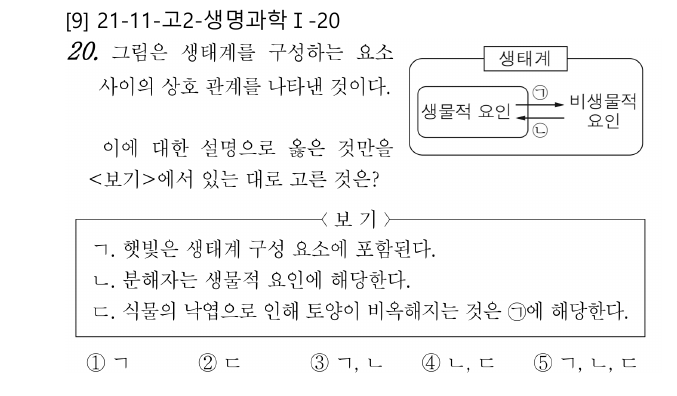 [9] 21-11-고2-생명과학Ⅰ-20
20. 그림은 생태계를 구성하는 요소
사이의 상호 관계를 나타낸 것이다.
생태계
생물적 요인
㉠
㉡
비생물적
요인
이에 대한 설명으로 옳은 것만을
<보기>에서 있는 대로 고른 것은?
<보 기>
ㄱ. 햇빛은 생태계 구성 요소에 포함된다.
ㄴ. 분해자는 생물적 요인에 해당한다.
ㄷ. 식물의 낙엽으로 인해 토양이 비옥해지는 것은 ㉠에 해당한다.
① ㄱ ② ㄷ ③ ㄱ, ㄴ ④ ㄴ, ㄷ ⑤ ㄱ, ㄴ, ㄷ